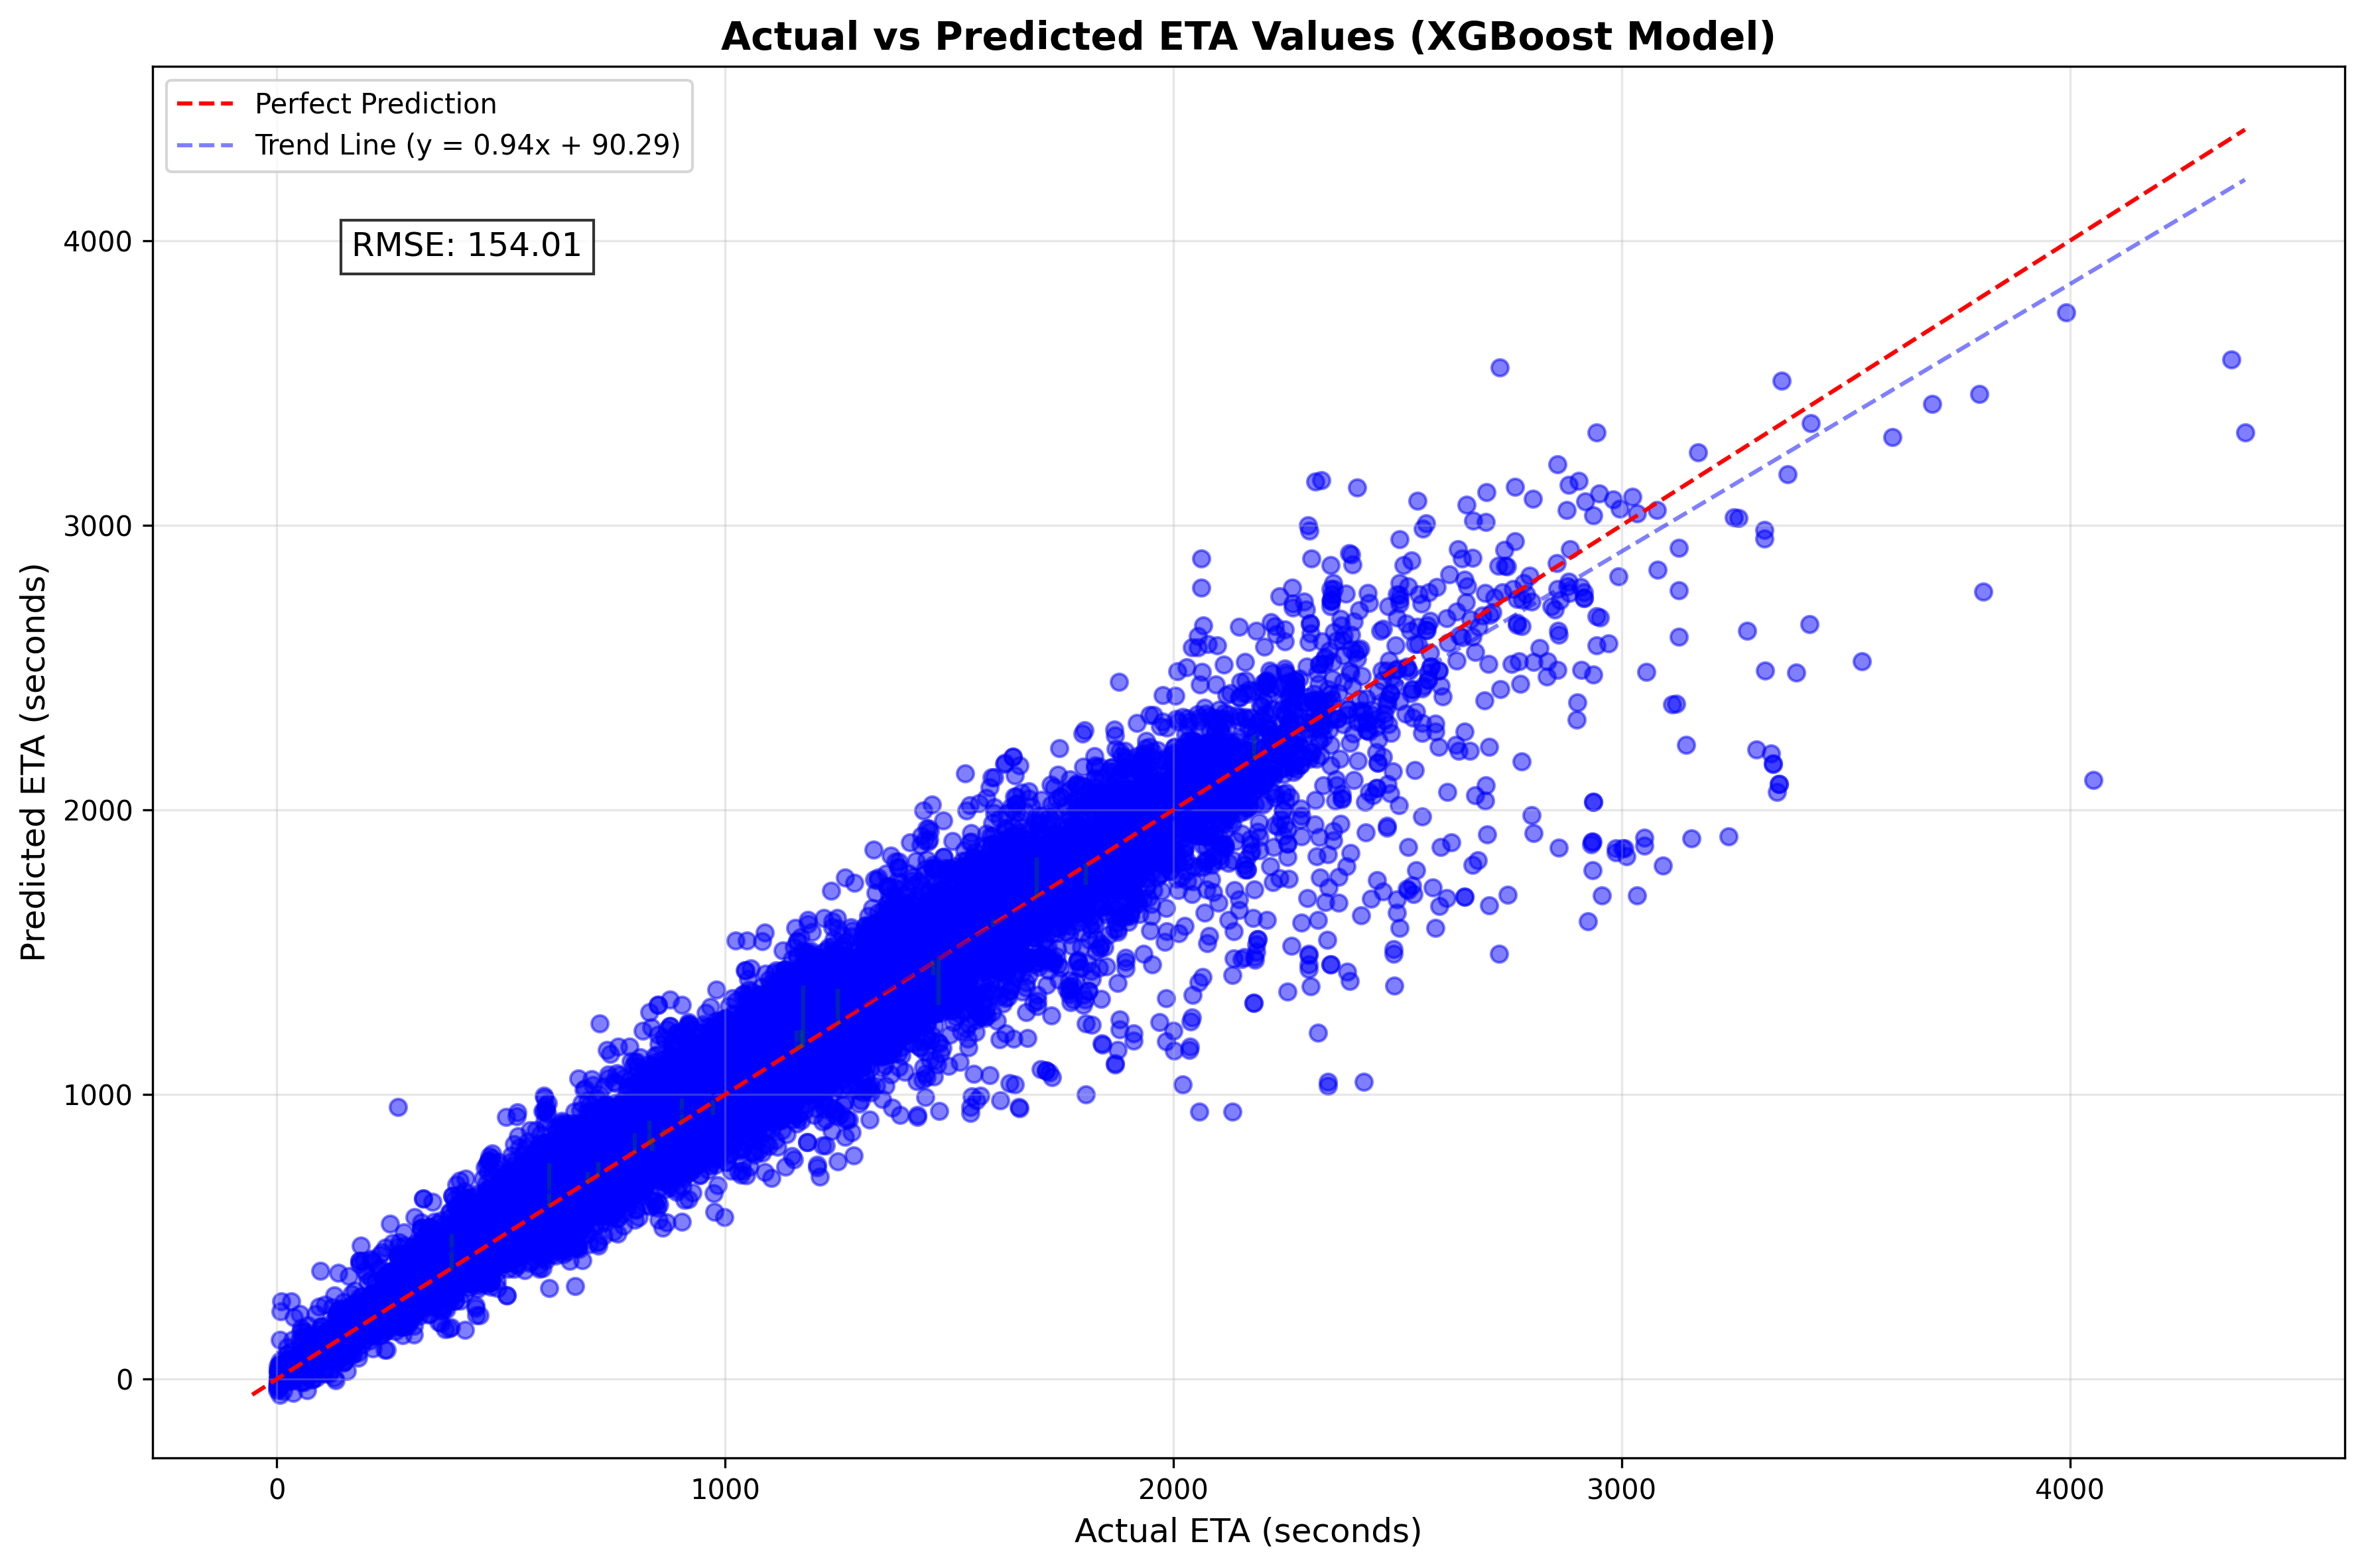 Actual vs Predicted ETA Values (XGBoost Model)
Perfect Prediction
Trend Line (y = 0.94x + 90.29)
RMSE: 154.01
Predicted ETA (seconds)
4000
3000
2000
1000
0
0 1000 2000 3000 4000
Actual ETA (seconds)